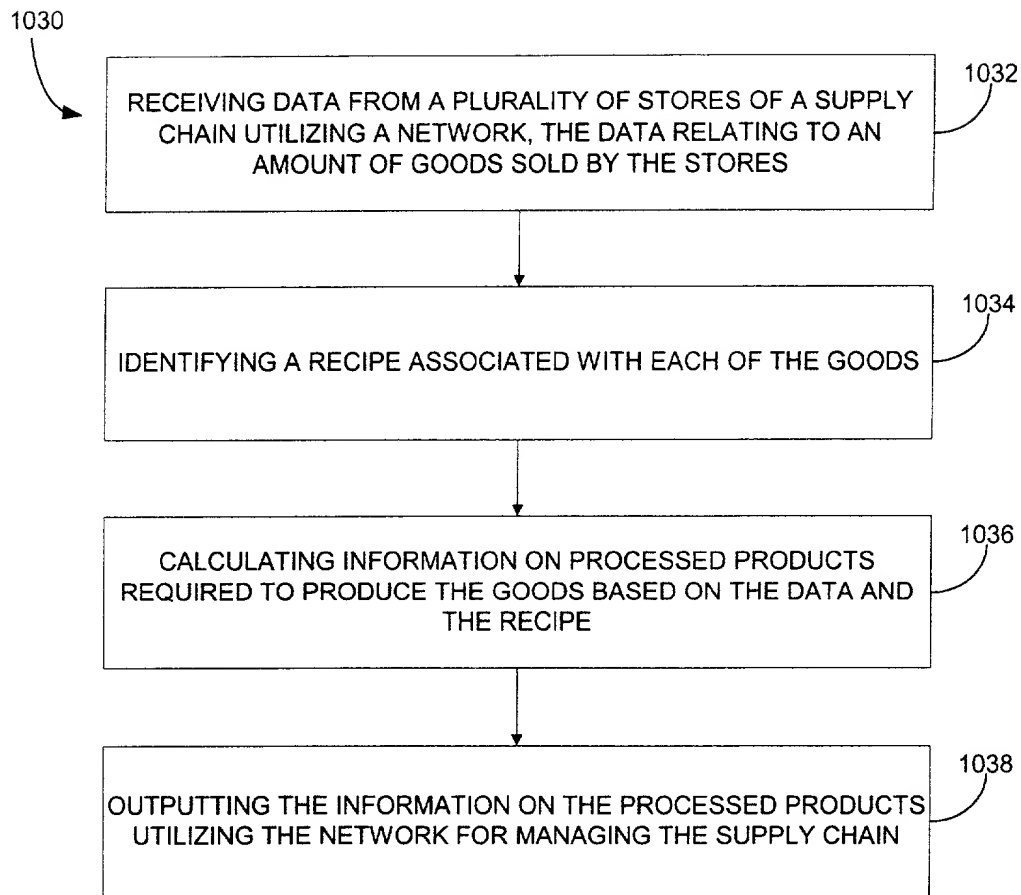 1030
1032
RECEIVING DATA FROM A PLURALITY OF STORES OF A SUPPLY
CHAIN UTILIZING A NETWORK, THE DATA RELATING TO AN
AMOUNT OF GOODS SOLD BY THE STORES
1034
IDENTIFYING A RECIPE ASSOCIATED WITH EACH OF THE GOODS
1036
CALCULATING INFORMATION ON PROCESSED PRODUCTS
REQUIRED TO PRODUCE THE GOODS BASED ON THE DATA AND
THE RECIPE
1038
OUTPUTTING THE INFORMATION ON THE PROCESSED PRODUCTS
UTILIZING THE NETWORK FOR MANAGING THE SUPPLY CHAIN